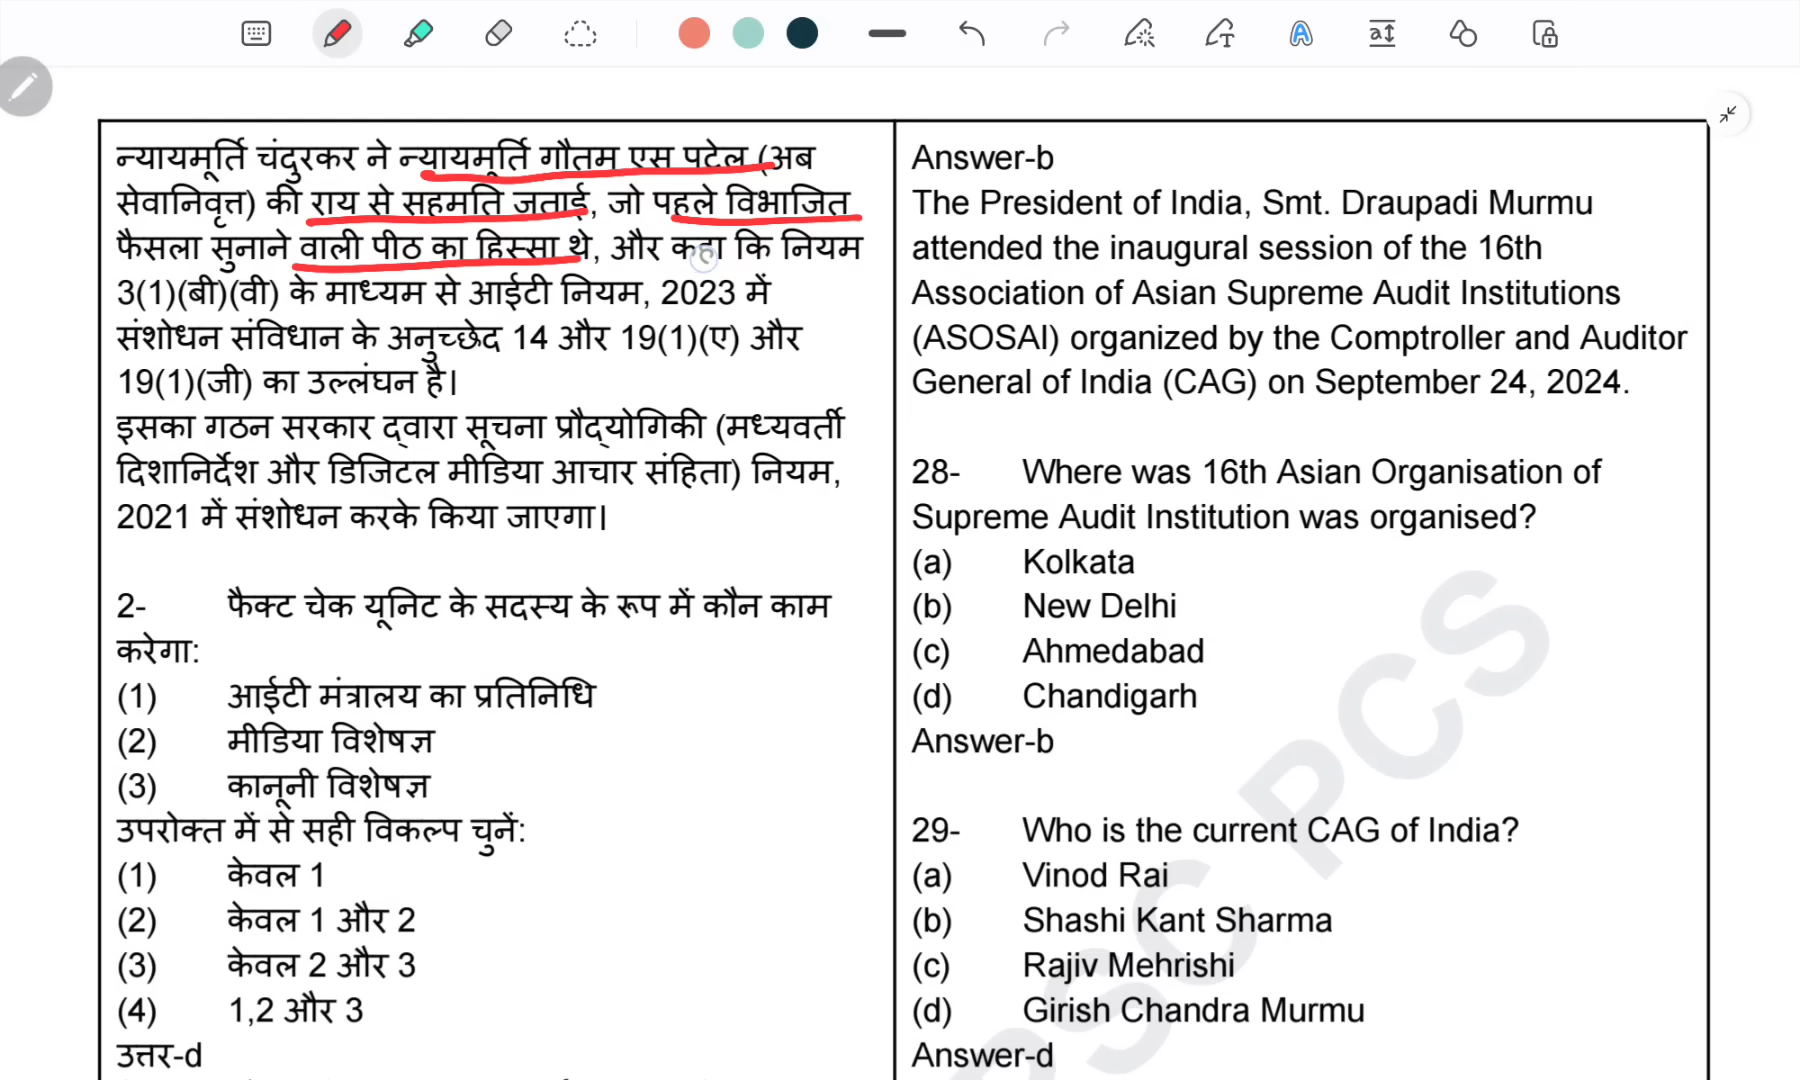 न्यायमूर्ति चंदुरकर ने न्यायमूर्ति गौतम एस पटेल (अब
सेवानिवृत्त) की राय से सहमति जताई, जो पहले विभाजित
फैसला सुनाने वाली पीठ का हिस्सा थे, और कहा कि नियम
3(1)(बी)(वी) के माध्यम से आईटी नियम, 2023 में
संशोधन संविधान के अनुच्छेद 14 और 19(1)(ए) और
19(1)(जी) का उल्लंघन है।
इसका गठन सरकार द्वारा सूचना प्रौद्योगिकी (मध्यवर्ती
दिशानिर्देश और डिजिटल मीडिया आचार संहिता) नियम,
2021 में संशोधन करके किया जाएगा।
2- फैक्ट चेक यूनिट के सदस्य के रूप में कौन काम
करेगा:
(1) आईटी मंत्रालय का प्रतिनिधि
(2) मीडिया विशेषज्ञ
(3) कानूनी विशेषज्ञ
उपरोक्त में से सही विकल्प चुनें:
(1) केवल 1
(2) केवल 1 और 2
(3) केवल 2 और 3
(4) 1,2 और 3
उत्तर-d
Answer-b
The President of India, Smt. Draupadi Murmu
attended the inaugural session of the 16th
Association of Asian Supreme Audit Institutions
(ASOSAI) organized by the Comptroller and Auditor
General of India (CAG) on September 24, 2024.
28- Where was 16th Asian Organisation of
Supreme Audit Institution was organised?
(a) Kolkata
(b) New Delhi
(c) Ahmedabad
(d) Chandigarh
Answer-b
29- Who is the current CAG of India?
(a) Vinod Rai
(b) Shashi Kant Sharma
(c) Rajiv Mehrishi
(d) Girish Chandra Murmu
Answer-d
PSC PCS